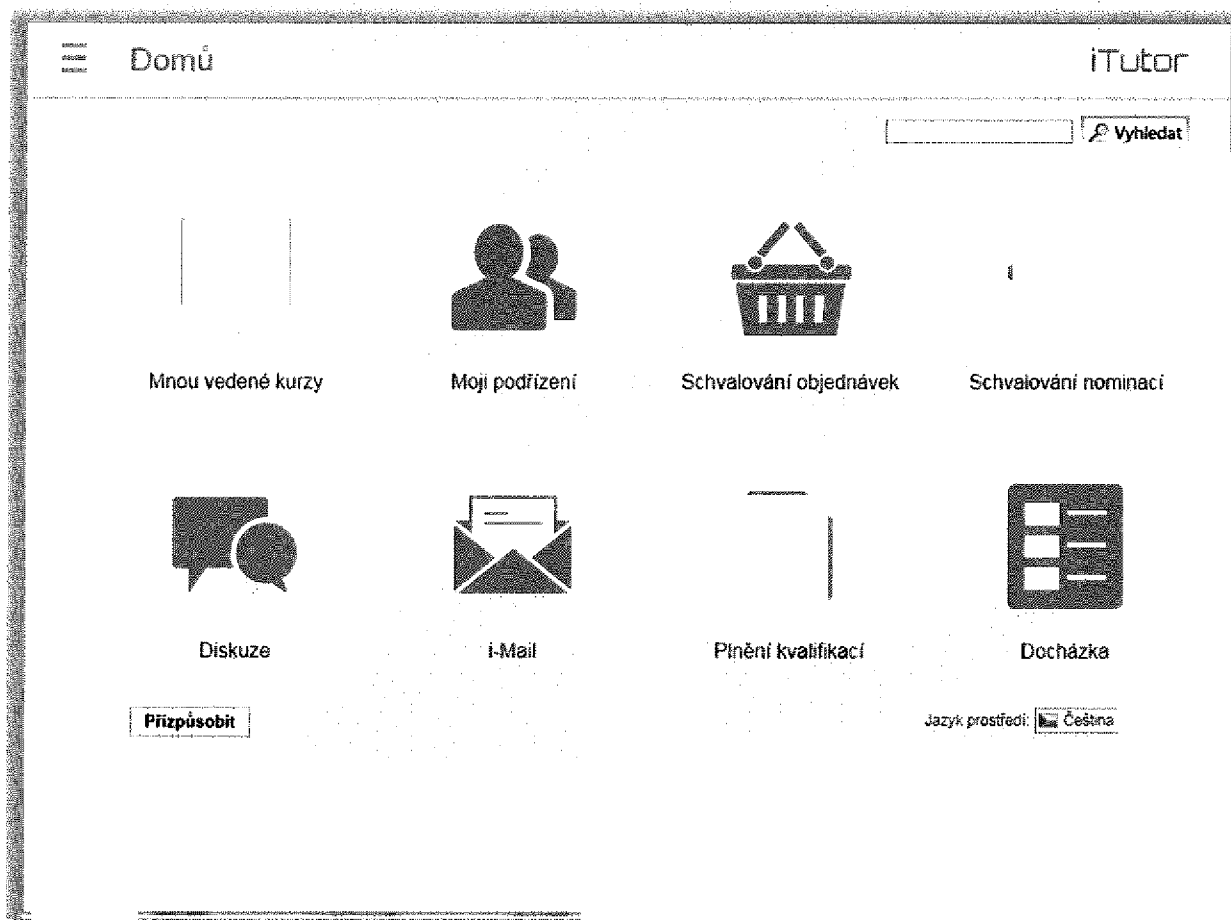 Domů
iTutor
Vyhledat
Mnou vedené kurzy
Moji podřízení
Schvalování objednávek
Schvalování nominací
Diskuze
i-Mail
Plnění kvalifikací
Docházka
Přizpůsobit
Jazyk prostředí: Čeština